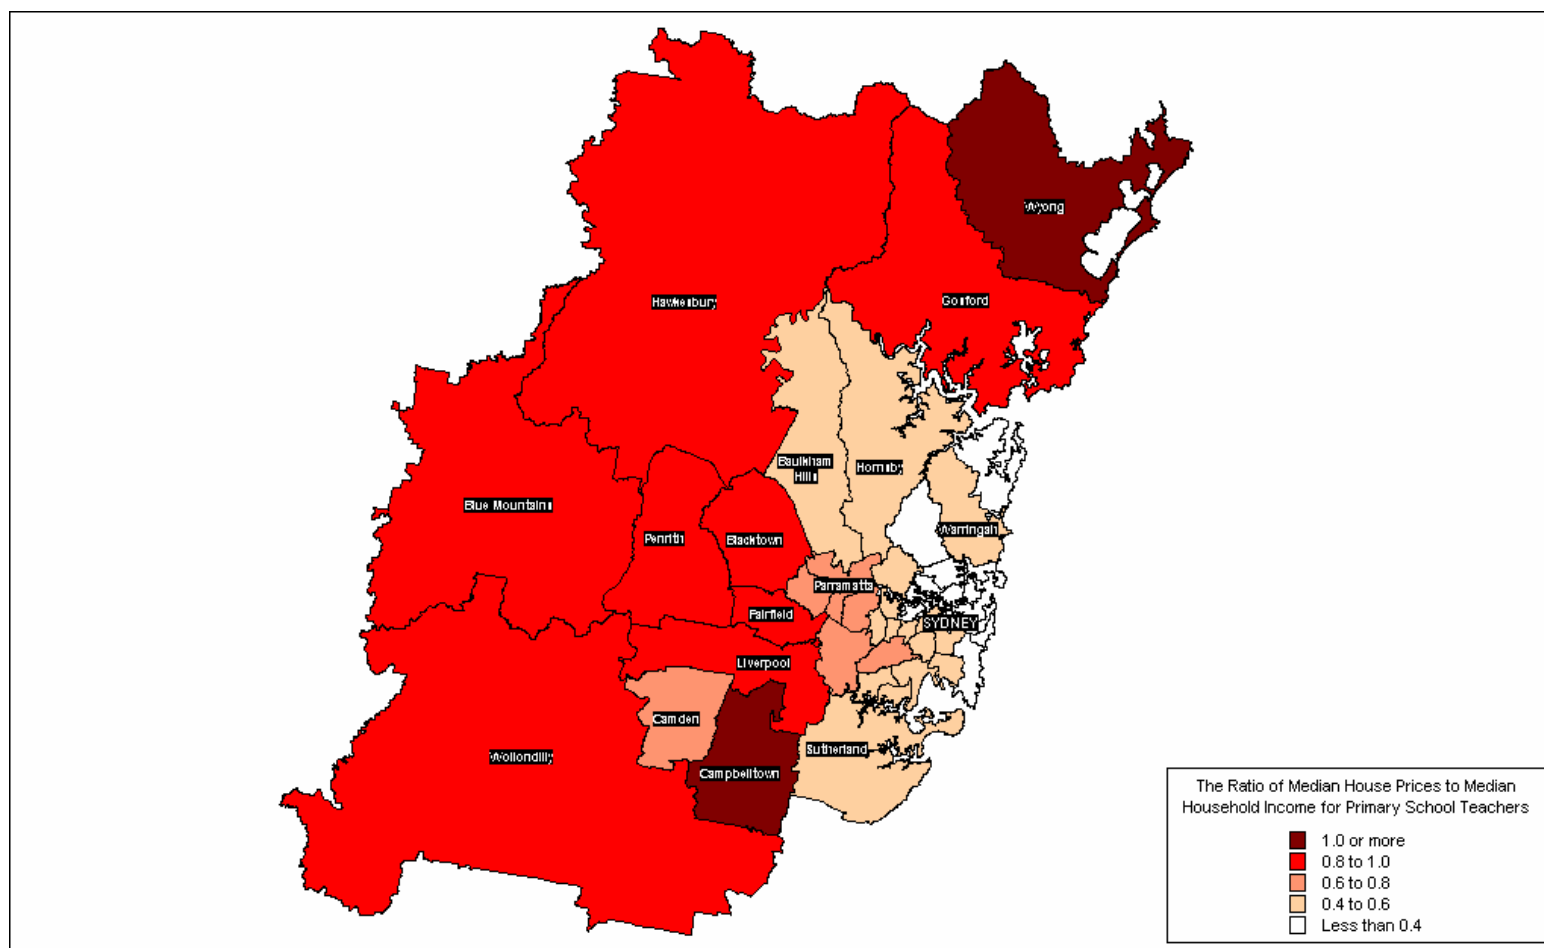 Wyong
Hawkesbury
Gosford
Baulkham
Hills
Hornsby
Blue Mountains
Penrith
Blacktown
Warringah
Parramatta
Fairfield
SYDNEY
Liverpool
Camden
Wollondilly
Campbelltown
Sutherland
The Ratio of Median House Prices to Median
Household Income for Primary School Teachers
1.0 or more
0.8 to 1.0
0.6 to 0.8
0.4 to 0.6
Less than 0.4